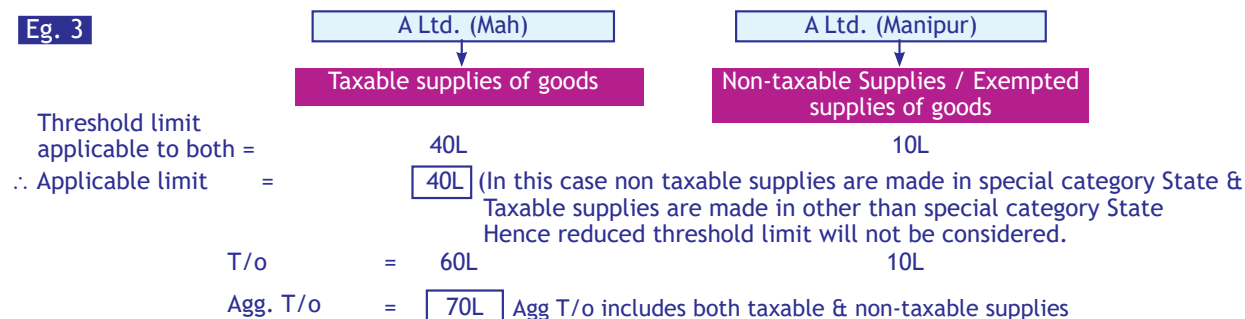 Eg. 3
A Ltd. (Mah) A Ltd. (Manipur)
Taxable supplies of goods Non-taxable Supplies / Exempted
supplies of goods
Threshold limit
applicable to both = 40L 10L
∴ Applicable limit = 40L (In this case non taxable supplies are made in special category State &
Taxable supplies are made in other than special category State
Hence reduced threshold limit will not be considered.
T/o = 60L 10L
Agg. T/o = 70L Agg T/o includes both taxable & non-taxable supplies